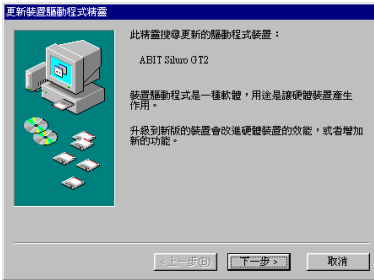 更新裝置驅動程式精靈
此精靈搜尋更新的驅動程式裝置：
ABIT Siluro GT2
裝置驅動程式是一種軟體，用途是讓硬體裝置產生
作用。
升級到新版的裝置會改進硬體裝置的效能，或者增加
新的功能。
<上一步(B) 下一步> 取消